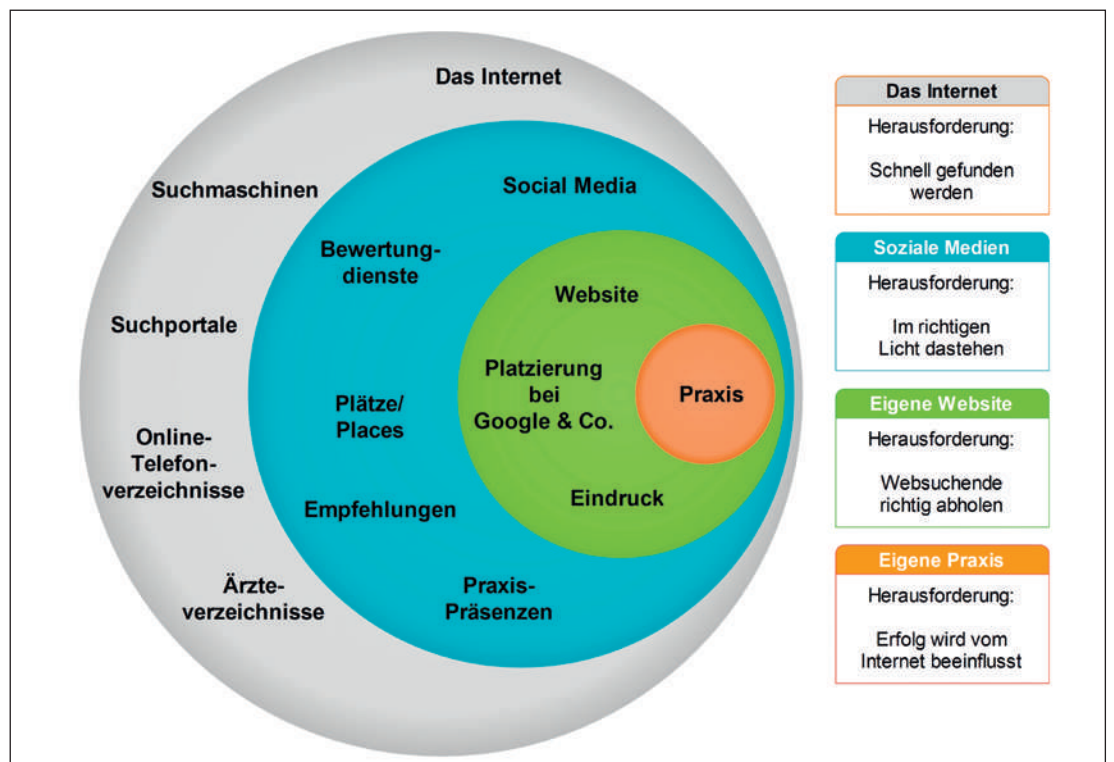 Das Internet
Suchmaschinen
Suchportale
Online-
Telefon-
verzeichnisse
Ärzte-
verzeichnisse
Social Media
Bewertung-
dienste
Plätze/
Places
Empfehlungen
Praxis-
Präsenzen
Website
Platzierung
bei
Google & Co.
Eindruck
Praxis
Das Internet
Herausforderung:
Schnell gefunden
werden
Soziale Medien
Herausforderung:
Im richtigen
Licht dastehen
Eigene Website
Herausforderung:
Websuchende
richtig abholen
Eigene Praxis
Herausforderung:
Erfolg wird vom
Internet beeinflusst